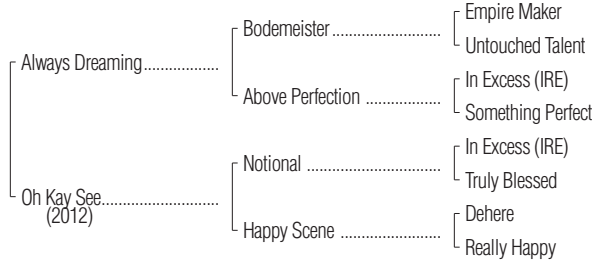 Empire Maker
Bodemeister
Untouched Talent
Always Dreaming
In Excess (IRE)
Above Perfection
Something Perfect
In Excess (IRE)
Notional
Truly Blessed
Oh Kay See
(2012)
Dehere
Happy Scene
Really Happy